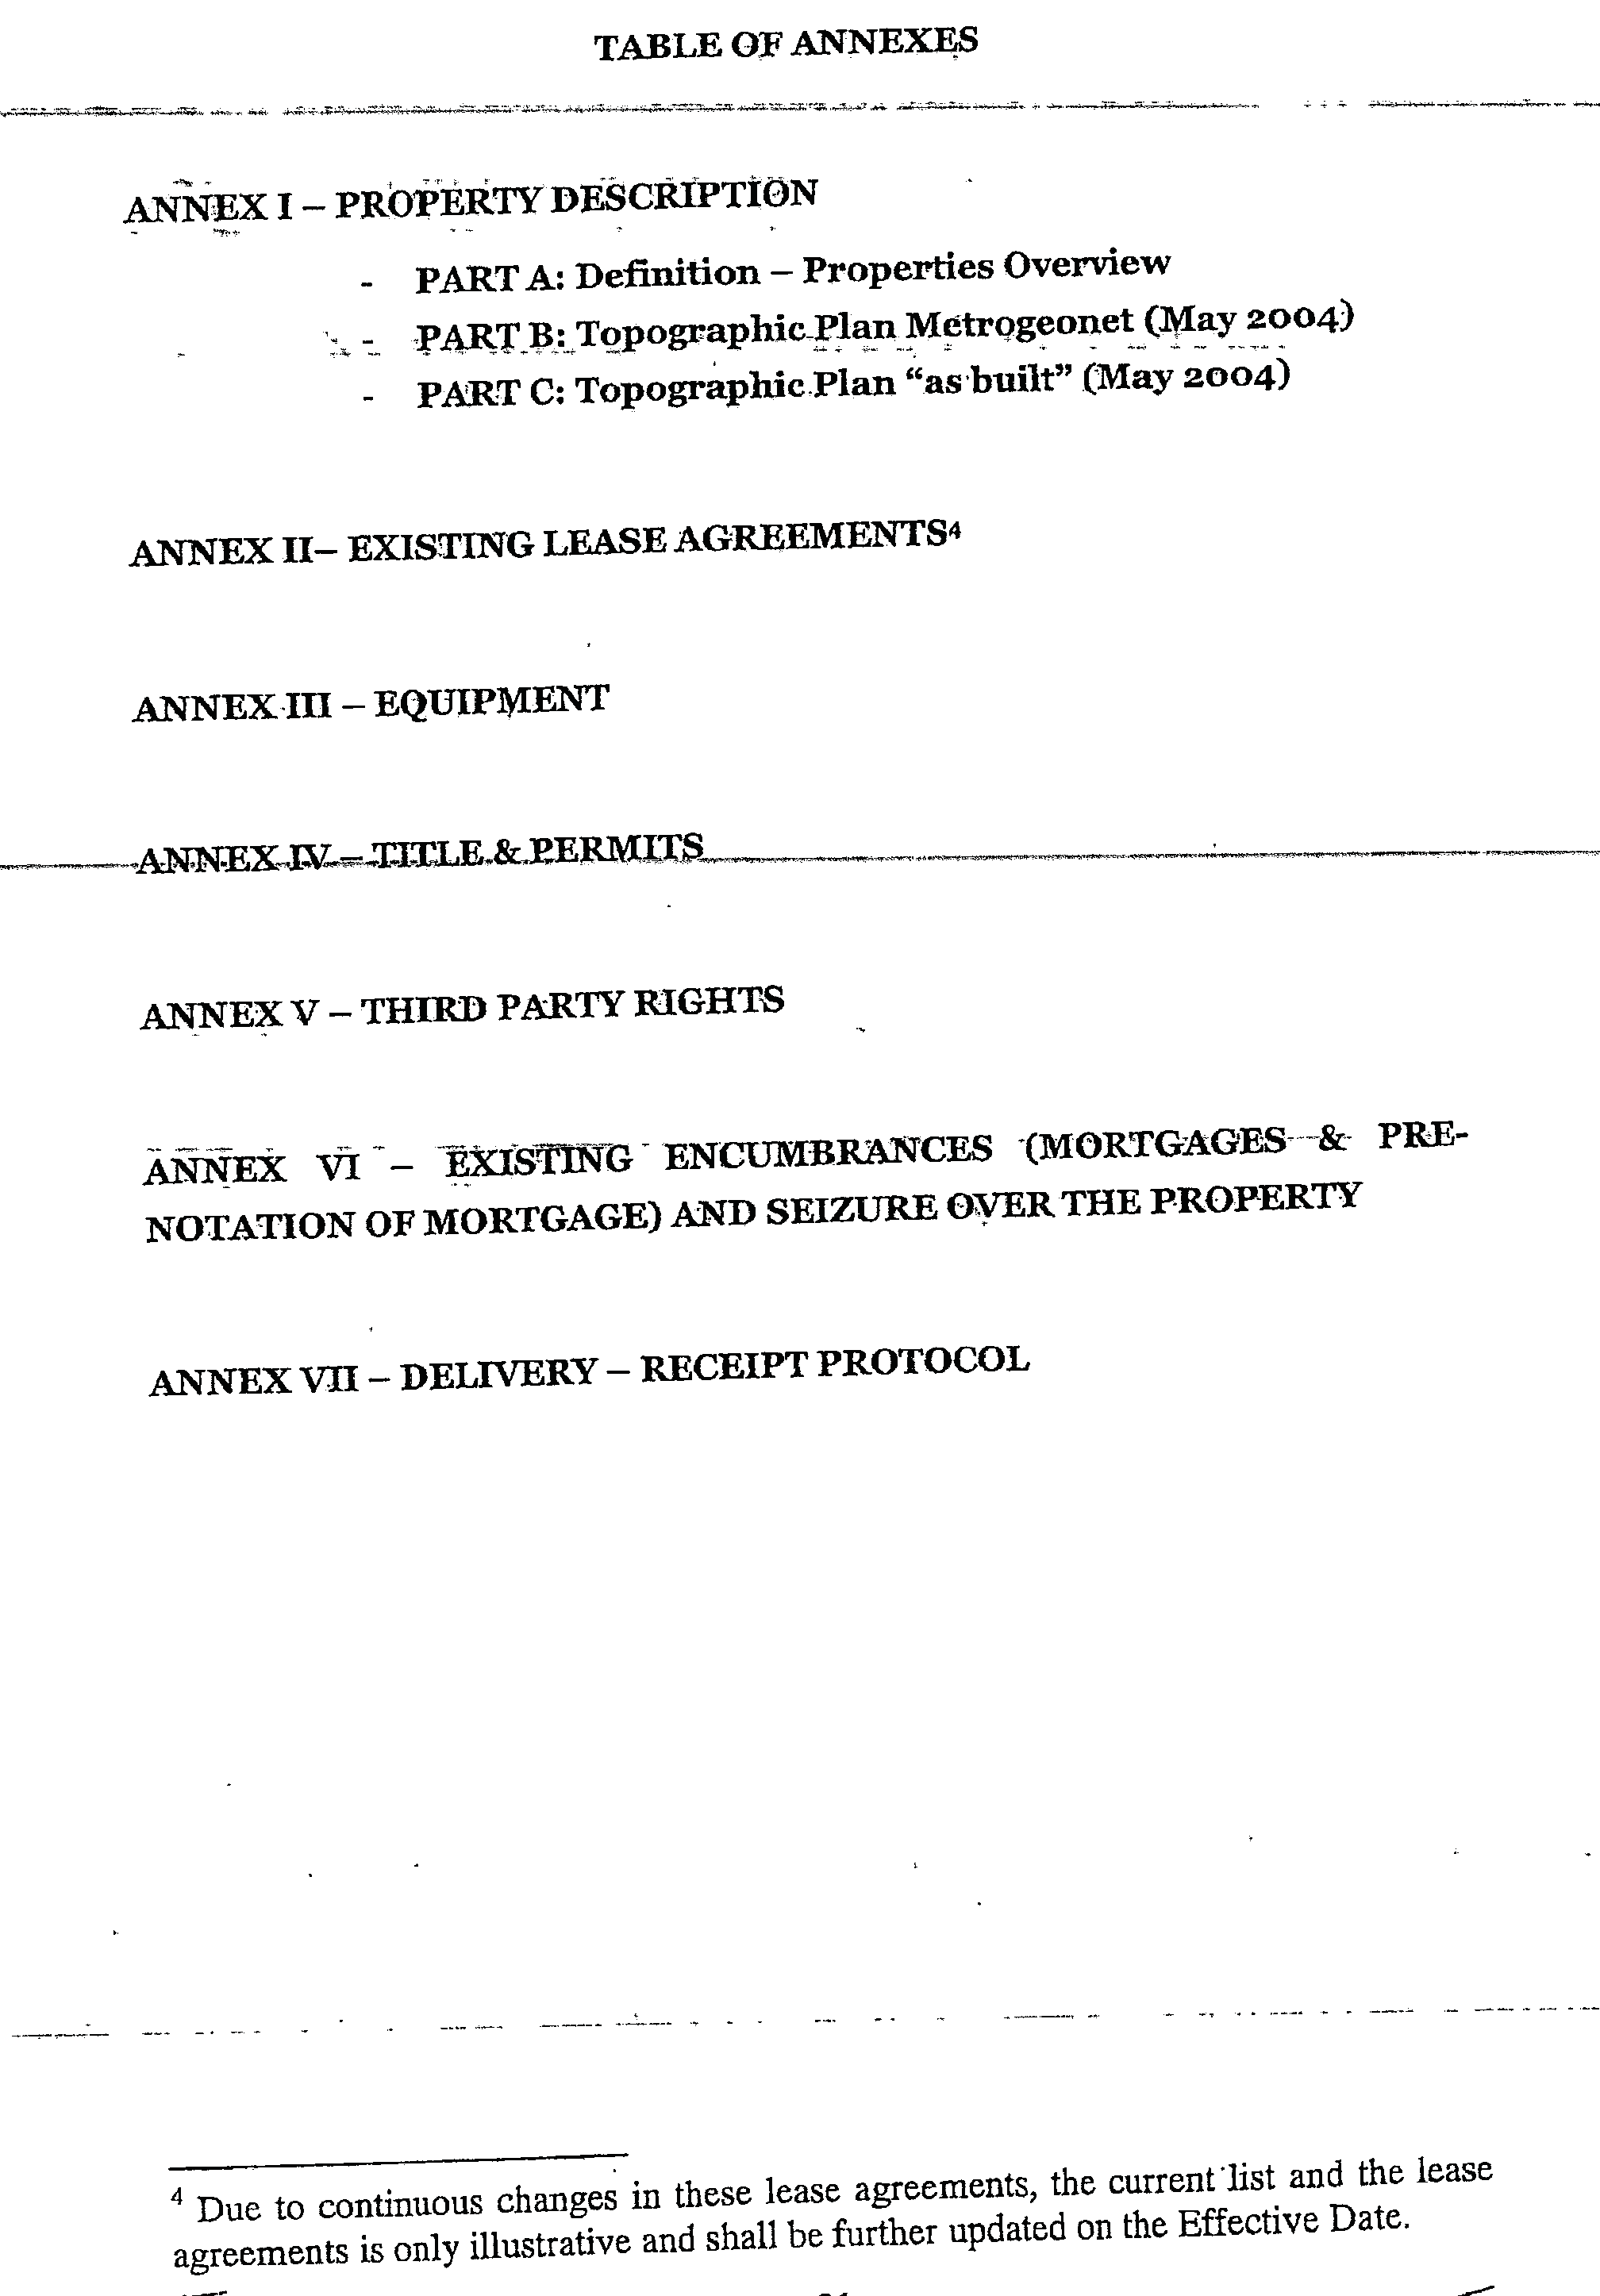 TABLE OF ANNEXES
ANNEX I – PROPERTY DESCRIPTION
- PART A: Definition – Properties Overview
- PART B: Topographic Plan Metrogeonet (May 2004)
- PART C: Topographic Plan “as built” (May 2004)
ANNEX II– EXISTING LEASE AGREEMENTS⁴
ANNEX III – EQUIPMENT
ANNEX IV – TITLE & PERMITS
ANNEX V – THIRD PARTY RIGHTS
ANNEX VI – EXISTING ENCUMBRANCES (MORTGAGES & PRE-
NOTATION OF MORTGAGE) AND SEIZURE OVER THE PROPERTY
ANNEX VII – DELIVERY – RECEIPT PROTOCOL
⁴ Due to continuous changes in these lease agreements, the current list and the lease
agreements is only illustrative and shall be further updated on the Effective Date.